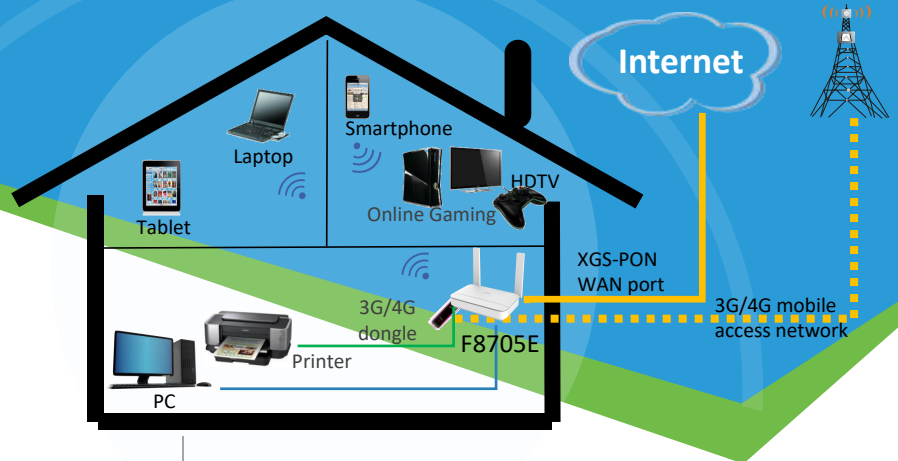 Internet
Smartphone
Laptop
HDTV
Online Gaming
Tablet
XGS-PON
WAN port
3G/4G
dongle
3G/4G mobile
access network
F8705E
Printer
PC